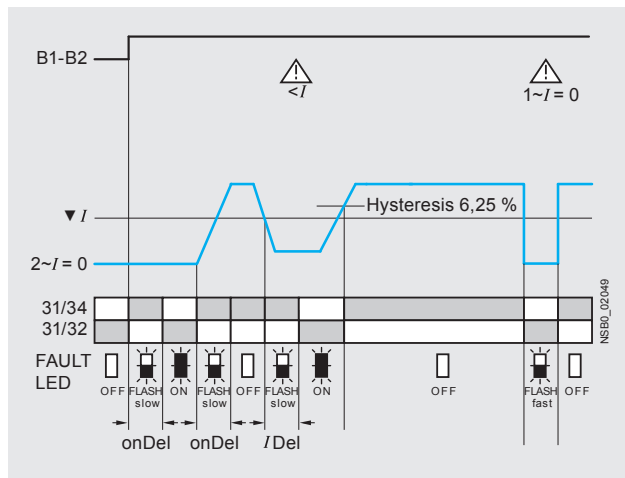 B1-B2
<I
1~I = 0
Hysteresis 6,25 %
▼ I
2~I = 0
NSB0_02049
31/34
31/32
FAULT
LED
OFF FLASH slow ON FLASH slow OFF FLASH slow ON OFF FLASH fast OFF
onDel onDel I Del